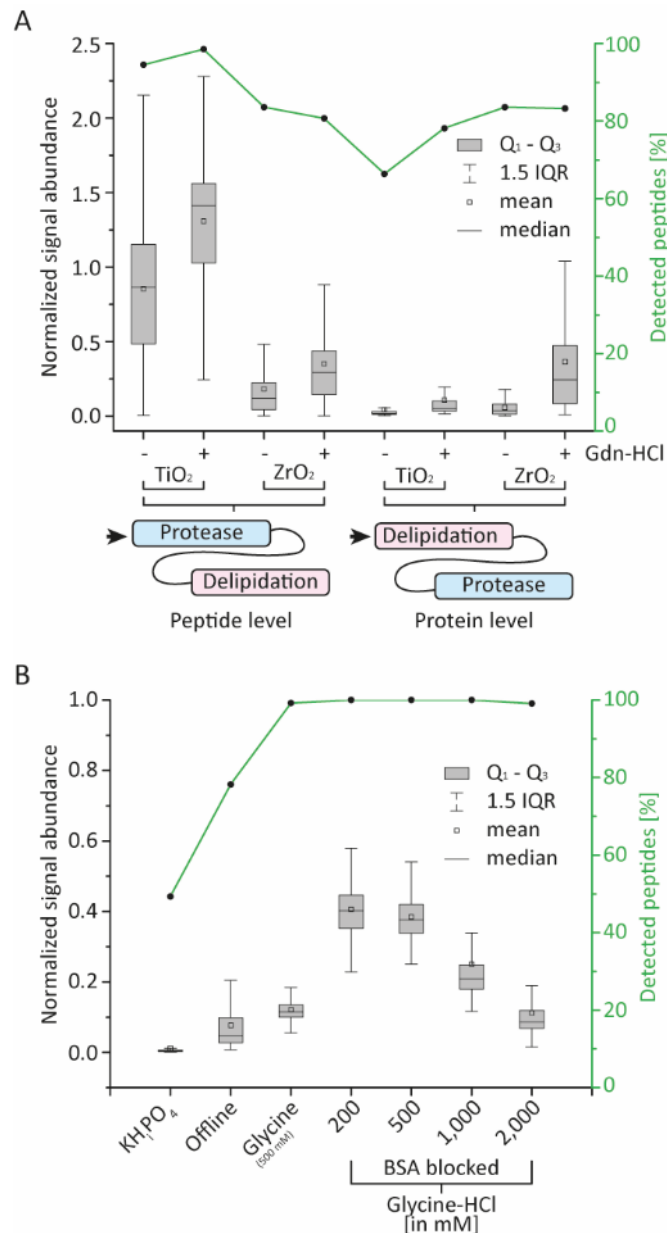 A
Normalized signal abundance
2.5
2.0
1.5
1.0
0.5
0.0
100
80
60
40
20
0
Detected peptides [%]
Q₁ - Q₃
1.5 IQR
mean
median
- + - + - + - + Gdn-HCl
TiO₂ ZrO₂ TiO₂ ZrO₂
Protease
Delipidation
Peptide level
Delipidation
Protease
Protein level
B
Normalized signal abundance
1.0
0.8
0.6
0.4
0.2
0.0
100
80
60
40
20
0
Detected peptides [%]
Q₁ - Q₃
1.5 IQR
mean
median
Offline
Glycine
(500 mM)
200
500
1,000
2,000
BSA blocked
Glycine-HCl
[in mM]